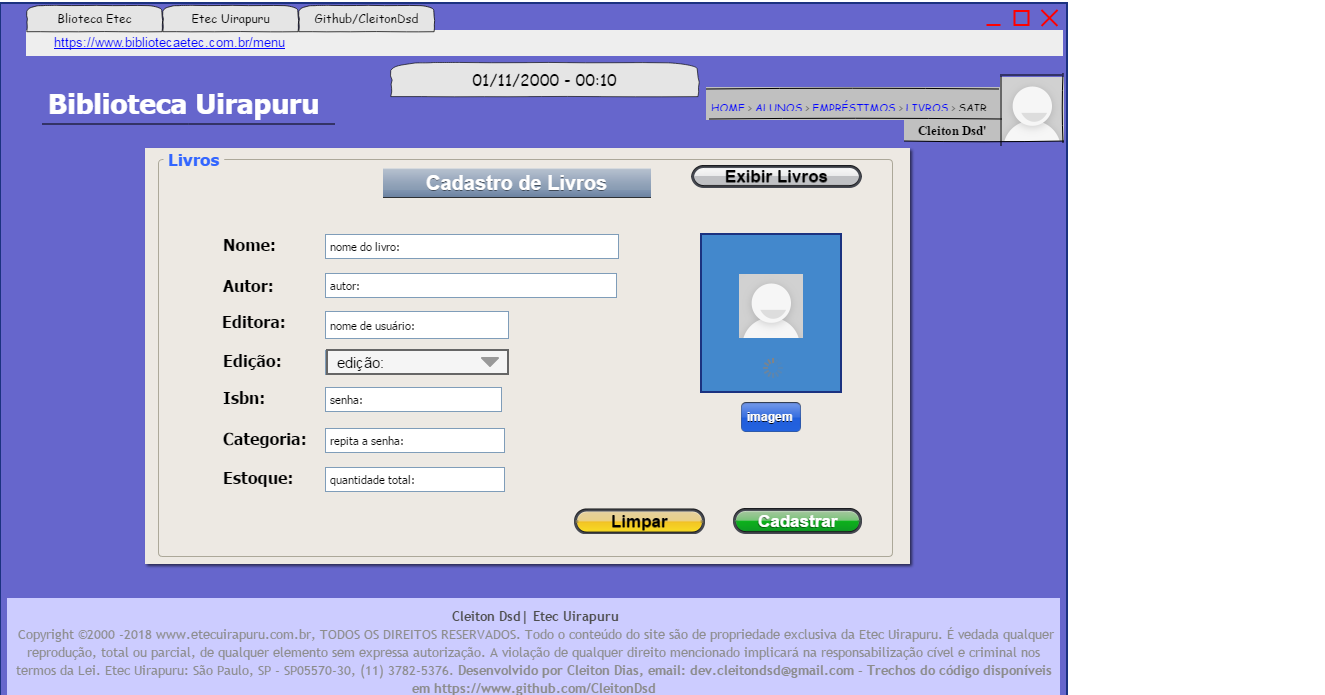 Blioteca Etec
Etec Uirapuru
Github/CleitonDsd
https://www.bibliotecaetec.com.br/menu
01/11/2000 - 00:10
Biblioteca Uirapuru
HOME > ALUNOS > EMPRÉSTIMOS > LIVROS > SAIR
Cleiton Dsd'
Livros
Cadastro de Livros
Exibir Livros
Nome:
nome do livro:
Autor:
autor:
Editora:
nome de usuário:
Edição:
edição:
Isbn:
senha:
imagem
Categoria:
repita a senha:
Estoque:
quantidade total:
Limpar
Cadastrar
Cleiton Dsd| Etec Uirapuru
Copyright ©2000 -2018 www.etecuirapuru.com.br, TODOS OS DIREITOS RESERVADOS. Todo o conteúdo do site são de propriedade exclusiva da Etec Uirapuru. É vedada qualquer
reprodução, total ou parcial, de qualquer elemento sem expressa autorização. A violação de qualquer direito mencionado implicará na responsabilização cível e criminal nos
termos da Lei. Etec Uirapuru: São Paulo, SP - SP05570-30, (11) 3782-5376. Desenvolvido por Cleiton Dias, email: dev.cleitondsd@gmail.com - Trechos do código disponíveis
em https://www.github.com/CleitonDsd